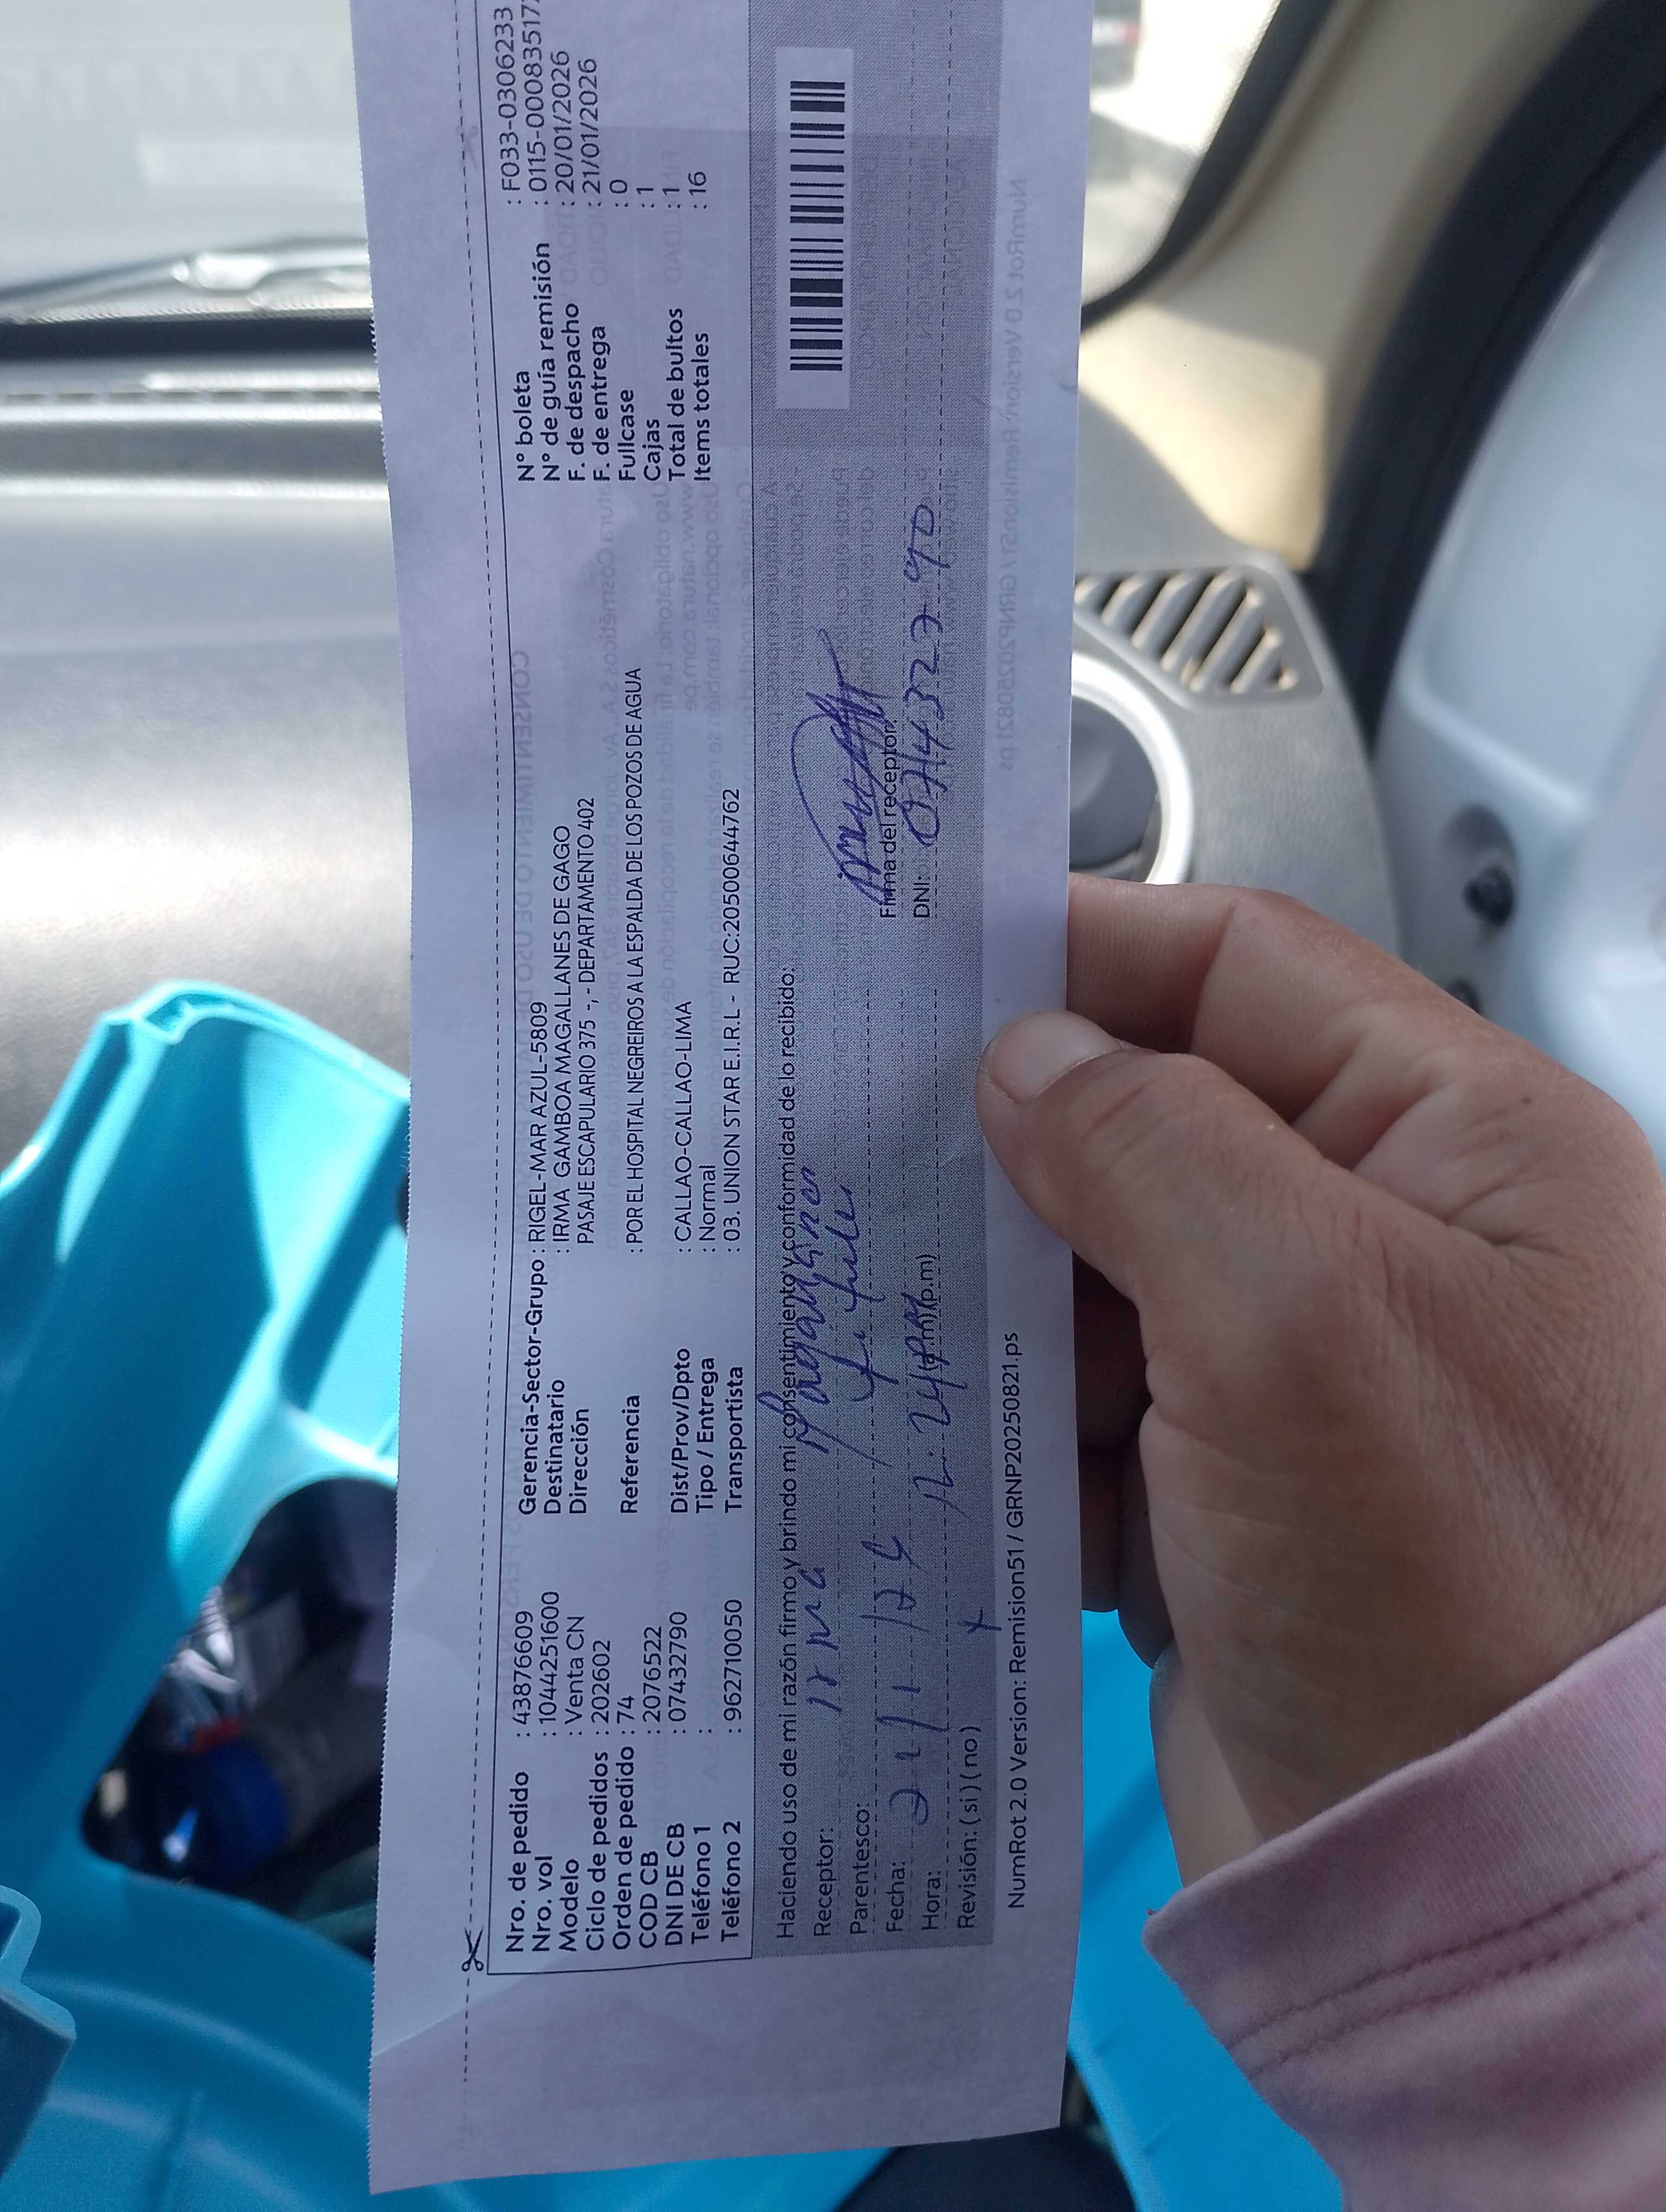 Nro. de pedido : 43876609
Nro. vol : 1044251600
Modelo : Venta CN
Ciclo de pedidos : 202602
Orden de pedido : 74
COD CB : 2076522
DNI DE CB : 07432790
Teléfono 1 :
Teléfono 2 : 962710050
Gerencia-Sector-Grupo : RIGEL-MAR AZUL-5809
Destinatario : IRMA GAMBOA MAGALLANES DE GAGO
Dirección PASAJE ESCAPULARIO 375 -, - DEPARTAMENTO 402
Referencia : POR EL HOSPITAL NEGREIROS A LA ESPALDA DE LOS POZOS DE AGUA
Dist/Prov/Dpto : CALLAO-CALLAO-LIMA
Tipo / Entrega : Normal
Transportista : 03. UNION STAR E.I.R.L - RUC:20500644762
N° boleta : F033-0306233
N° de guía remisión : 0115-00083517
F. de despacho : 20/01/2026
F. de entrega : 21/01/2026
Fullcase : 0
Cajas : 1
Total de bultos : 1
Items totales : 16
Haciendo uso de mi razón firmo y brindo mi consentimiento y conformidad de lo recibido:
Receptor: Irma
Parentesco:
Fecha:
Hora: (p.m)
Revisión: ( si ) ( no ) x
Firma del receptor:
DNI: 07432790
NumRot 2.0 Version: Remision51 / GRNP20250821.ps